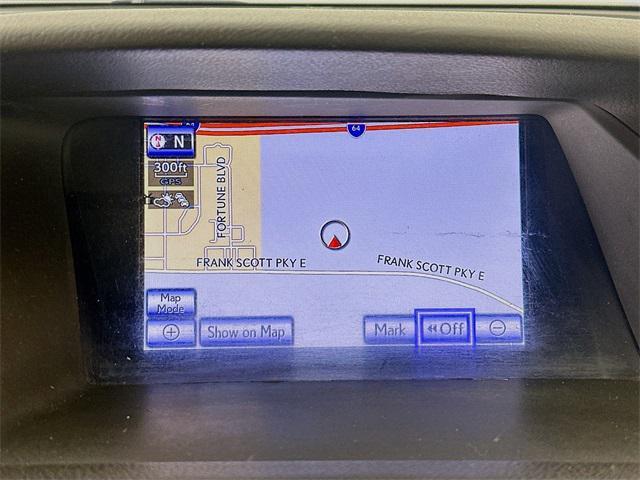 64
N
300ft
GPS
FORTUNE BLVD
FRANK SCOTT PKY E
FRANK SCOTT PKY E
Map
Mode
Show on Map
Mark
Off